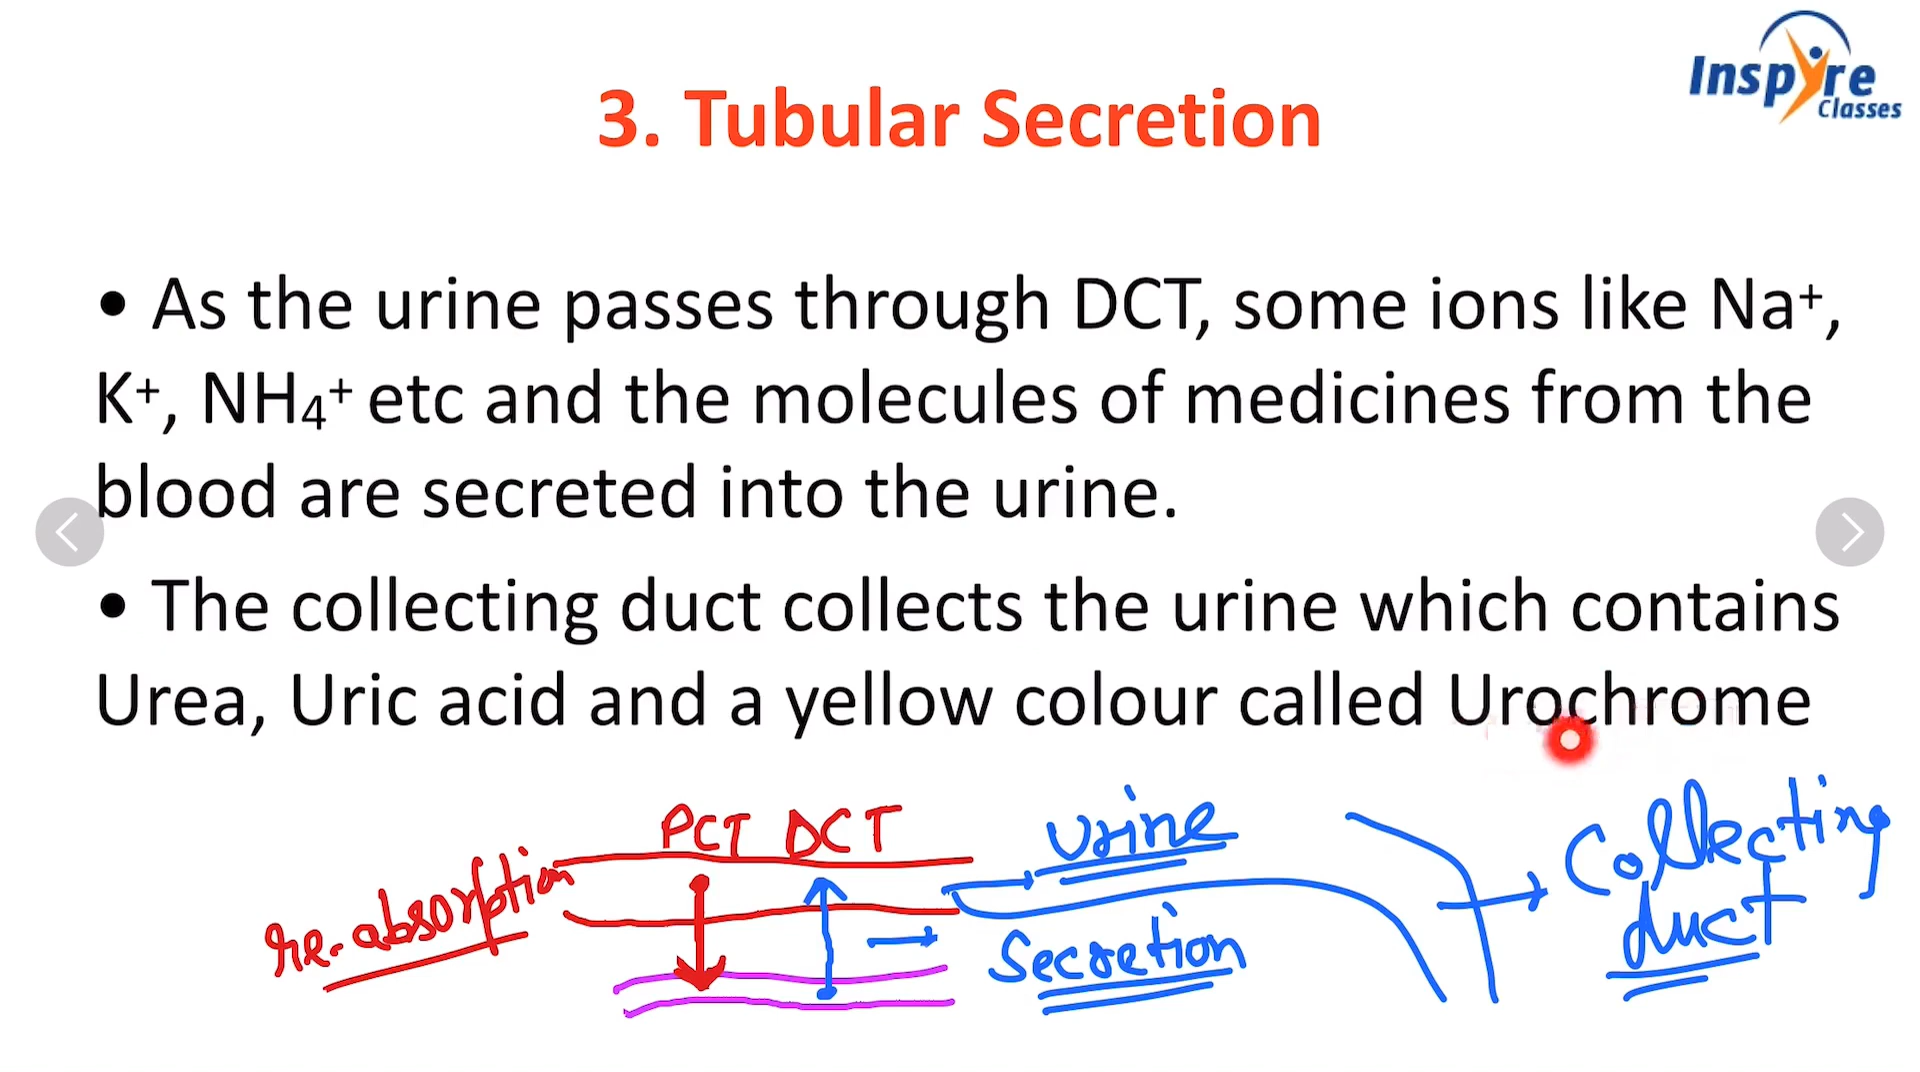 Inspyre
Classes
3. Tubular Secretion
• As the urine passes through DCT, some ions like Na⁺,
K⁺, NH₄⁺ etc and the molecules of medicines from the
blood are secreted into the urine.
• The collecting duct collects the urine which contains
Urea, Uric acid and a yellow colour called Urochrome
PCT DCT
Urine
Collecting
duct
re-absorption
Secretion